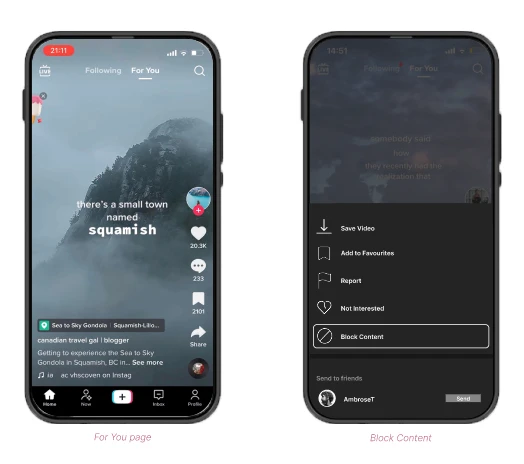 21:11
LIVE
Following For You
there's a small town
named
squamish
20.3K
233
2101
Share
Sea to Sky Gondola | Squamish-Lilloo...
canadian travel gal | blogger
Getting to experience the Sea to Sky
Gondola in Squamish, BC in... See more
ac vhscoven on Instag
Home Now Inbox Profile
For You page
14:51
LIVE
Following For You
somebody said
they recently had the
realization that
Save Video
Add to Favourites
Report
Not Interested
Block Content
Send to friends
AmbroseT Send
Block Content